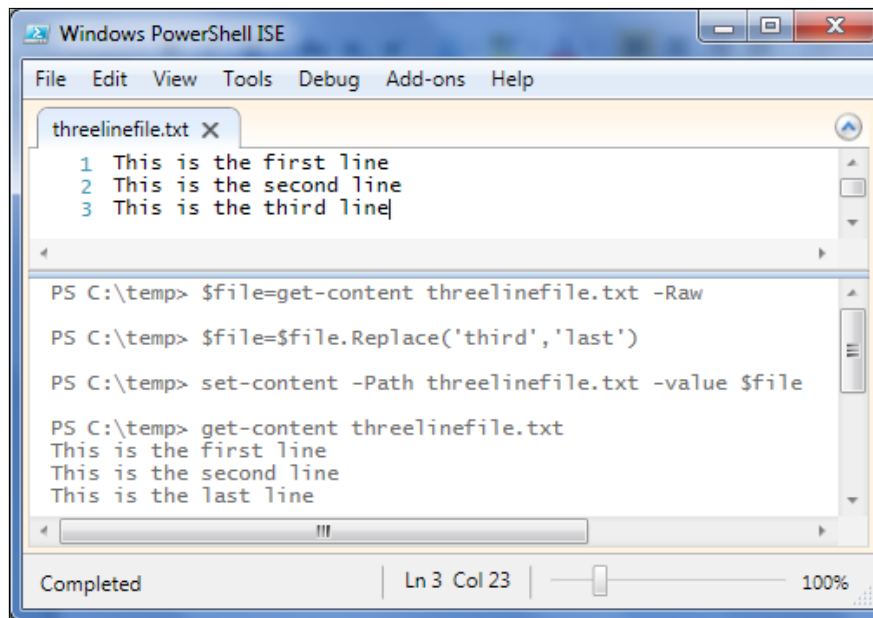 Windows PowerShell ISE
File Edit View Tools Debug Add-ons Help
threelinefile.txt
1 This is the first line
2 This is the second line
3 This is the third line
PS C:\temp> $file=get-content threelinefile.txt -Raw
PS C:\temp> $file=$file.Replace('third','last')
PS C:\temp> set-content -Path threelinefile.txt -value $file
PS C:\temp> get-content threelinefile.txt
This is the first line
This is the second line
This is the last line
Completed Ln 3 Col 23 100%